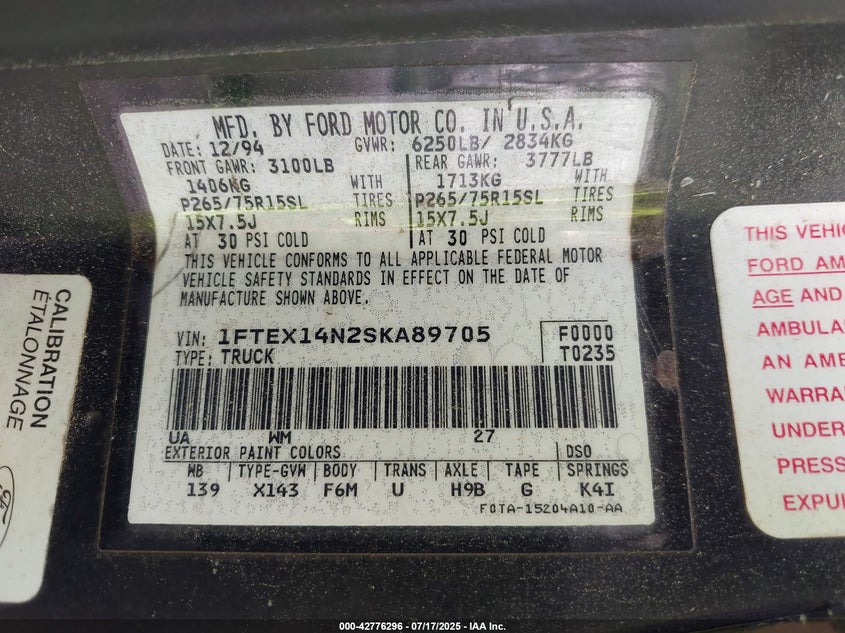 MFD. BY FORD MOTOR CO. IN U.S.A.
DATE: 12/94 GVWR: 6250LB/ 2834KG
FRONT GAWR: 3100LB REAR GAWR: 3777LB
1406KG WITH 1713KG WITH
P265/75R15SL TIRES P265/75R15SL TIRES
15X7.5J RIMS 15X7.5J RIMS
AT 30 PSI COLD AT 30 PSI COLD
THIS VEHICLE CONFORMS TO ALL APPLICABLE FEDERAL MOTOR
VEHICLE SAFETY STANDARDS IN EFFECT ON THE DATE OF
MANUFACTURE SHOWN ABOVE.
VIN: 1FTEX14N2SKA89705 F0000
TYPE: TRUCK T0235
UA WM 27
EXTERIOR PAINT COLORS DSO
WB TYPE-GVW BODY TRANS AXLE TAPE SPRINGS
139 X143 F6M U H9B G K4I
F0TA-15204A10-AA
CALIBRATION
ÉTALONNAGE
THIS VEHIC
FORD AM
AGE AND
AMBULA
AN AMB
WARRA
UNDER
PRESS
EXPU
000-42776296 - 07/17/2025 - IAA Inc.